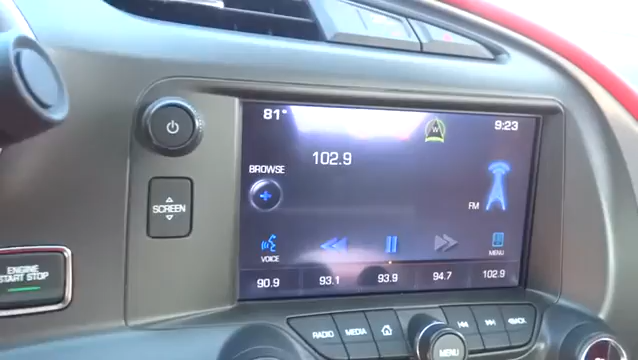 81°
W
9:23
102.9
BROWSE
SCREEN
FM
VOICE
MENU
90.9 93.1 93.9 94.7 102.9
ENGINE
START STOP
RADIO MEDIA BACK
MENU